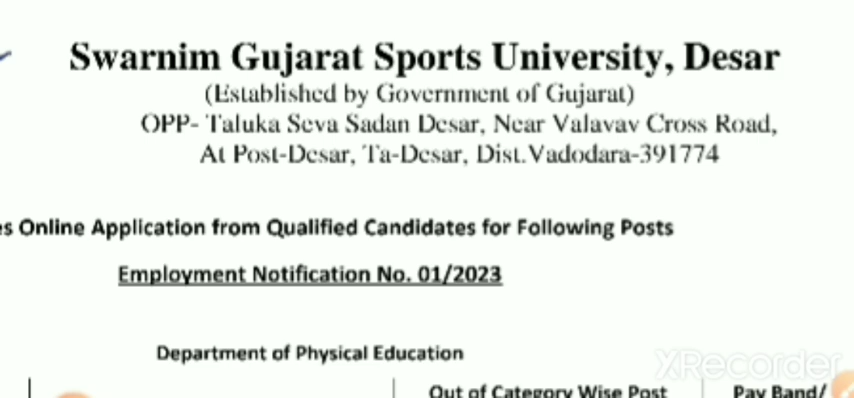 Swarnim Gujarat Sports University, Desar
(Established by Government of Gujarat)
OPP- Taluka Seva Sadan Desar, Near Valavav Cross Road,
At Post-Desar, Ta-Desar, Dist.Vadodara-391774
es Online Application from Qualified Candidates for Following Posts
Employment Notification No. 01/2023
Department of Physical Education
XRecorder
Out of Category Wise Post
Pay Band/